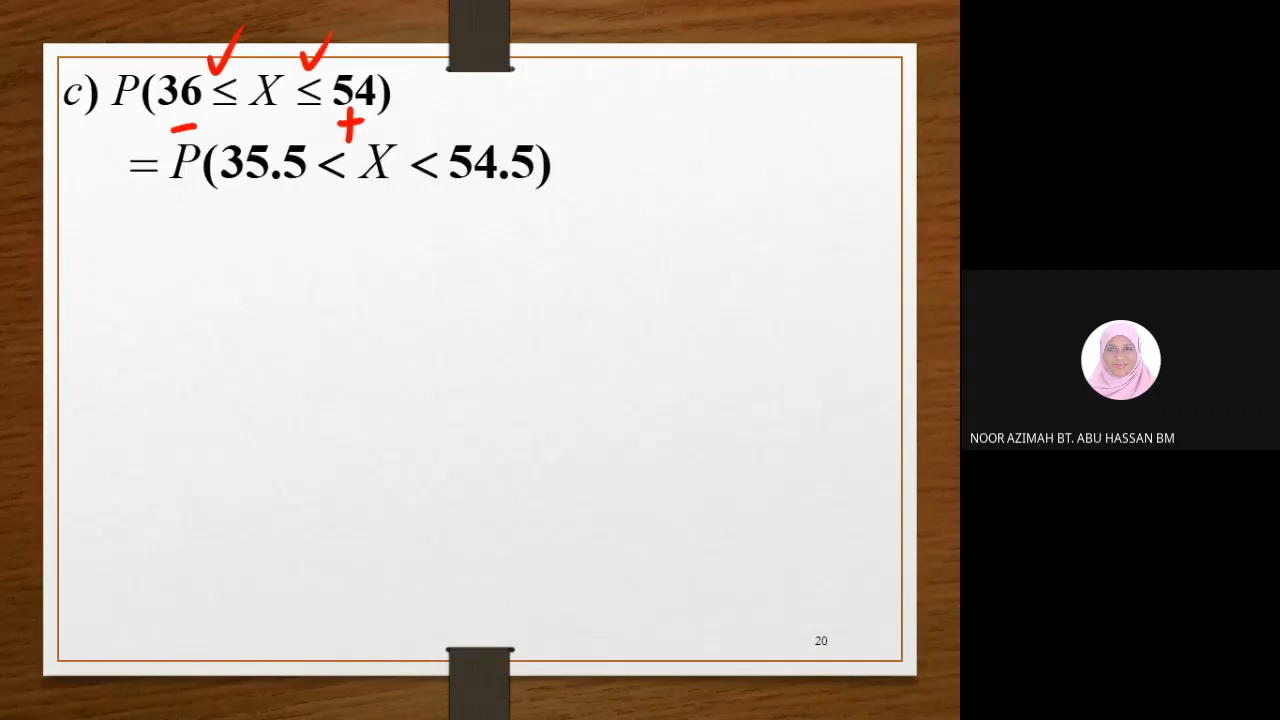 c) P(36 ≤ X ≤ 54)
- +
= P(35.5 < X < 54.5)
NOOR AZIMAH BT. ABU HASSAN BM
20